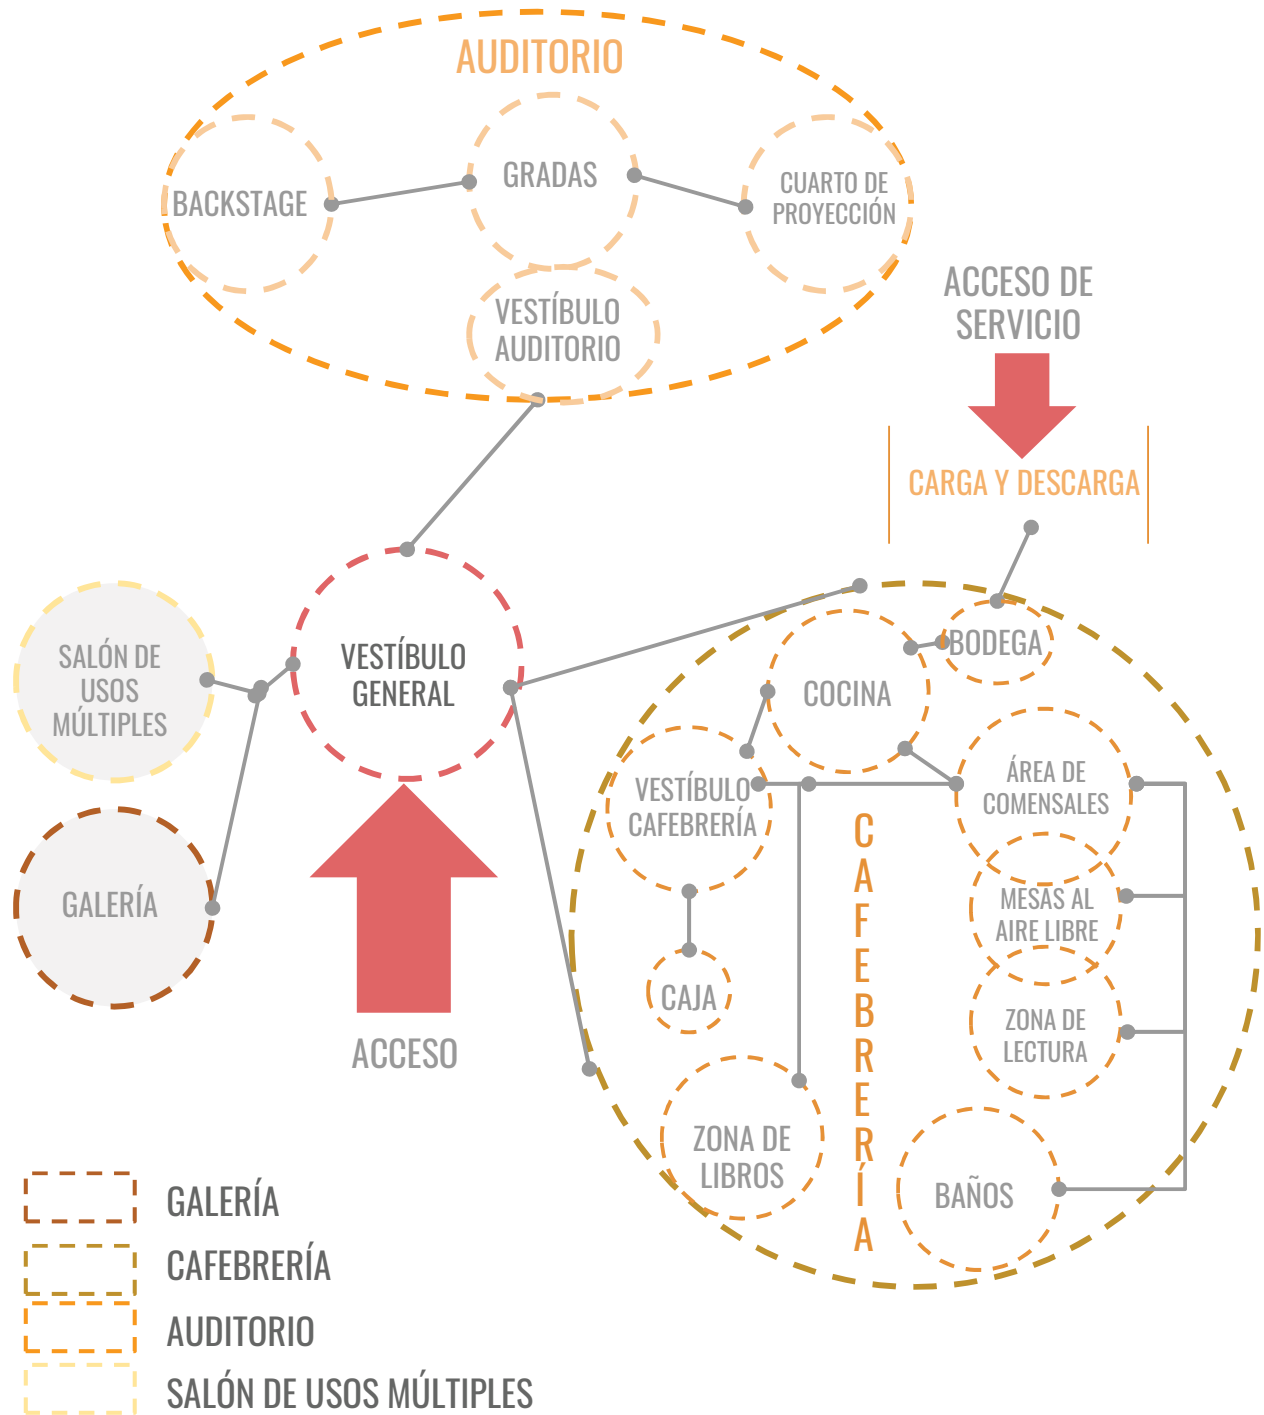 AUDITORIO
GRADAS
BACKSTAGE
CUARTO DE
PROYECCIÓN
VESTÍBULO
AUDITORIO
ACCESO DE
SERVICIO
CARGA Y DESCARGA
SALÓN DE
USOS
MÚLTIPLES
VESTÍBULO
GENERAL
GALERÍA
ACCESO
BODEGA
COCINA
VESTÍBULO
CAFEBRERÍA
ÁREA DE
COMENSALES
MESAS AL
AIRE LIBRE
CAJA
ZONA DE
LECTURA
ZONA DE
LIBROS
BAÑOS
CAFEBRERÍA
GALERÍA
CAFEBRERÍA
AUDITORIO
SALÓN DE USOS MÚLTIPLES